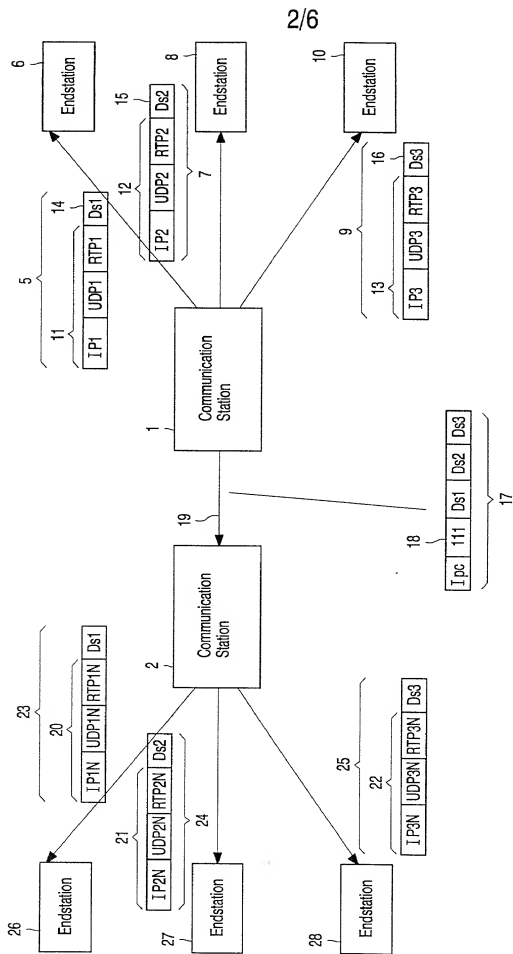 2/6
6
Endstation
8
Endstation
10
Endstation
5
11
14
IP1 UDP1 RTP1 Ds1
12
15
IP2 UDP2 RTP2 Ds2
7
9
13
16
IP3 UDP3 RTP3 Ds3
1
Communication
Station
19
18
Ipc 111 Ds1 Ds2 Ds3
17
2
Communication
Station
23
20
IP1N UDP1N RTP1N Ds1
21
IP2N UDP2N RTP2N Ds2
24
25
22
IP3N UDP3N RTP3N Ds3
26
Endstation
27
Endstation
28
Endstation